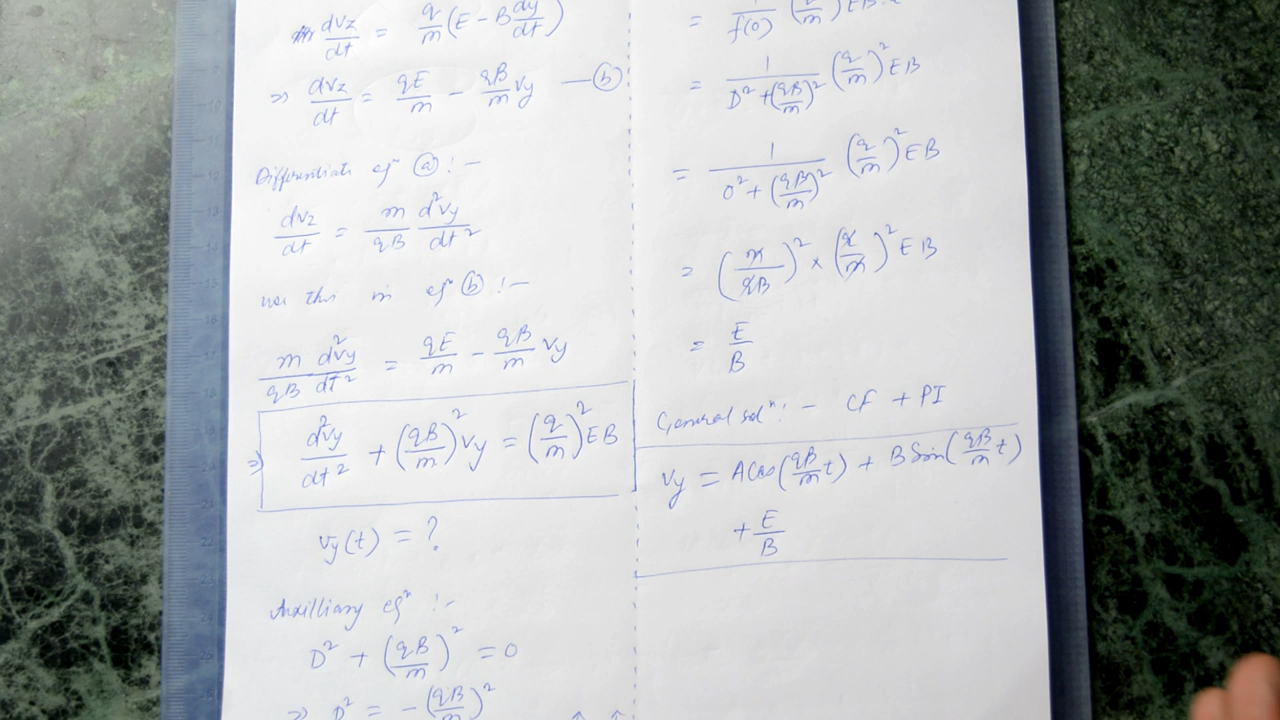 dvz/dt = q/m (E - B dy/dt)
⇒ dvz/dt = qE/m - qB/m vy — (b)
Differentiate eqⁿ (a) :-
dvz/dt = m/qB d²vy/dt²
use this in eqⁿ (b) :-
m/qB d²vy/dt² = qE/m - qB/m vy
⇒ d²vy/dt² + (qB/m)² vy = (q/m)² EB
vy(t) = ?
Auxilliary eqⁿ :-
D² + (qB/m)² = 0
⇒ D² = -(qB/m)²
= 1/(D² + (qB/m)²) (q/m)² EB
= 1/(0² + (qB/m)²) (q/m)² EB
= (m/qB)² × (q/m)² EB
= E/B
General solⁿ :- CF + PI
vy = A Cos(qB/m t) + B Sin(qB/m t)
+ E/B